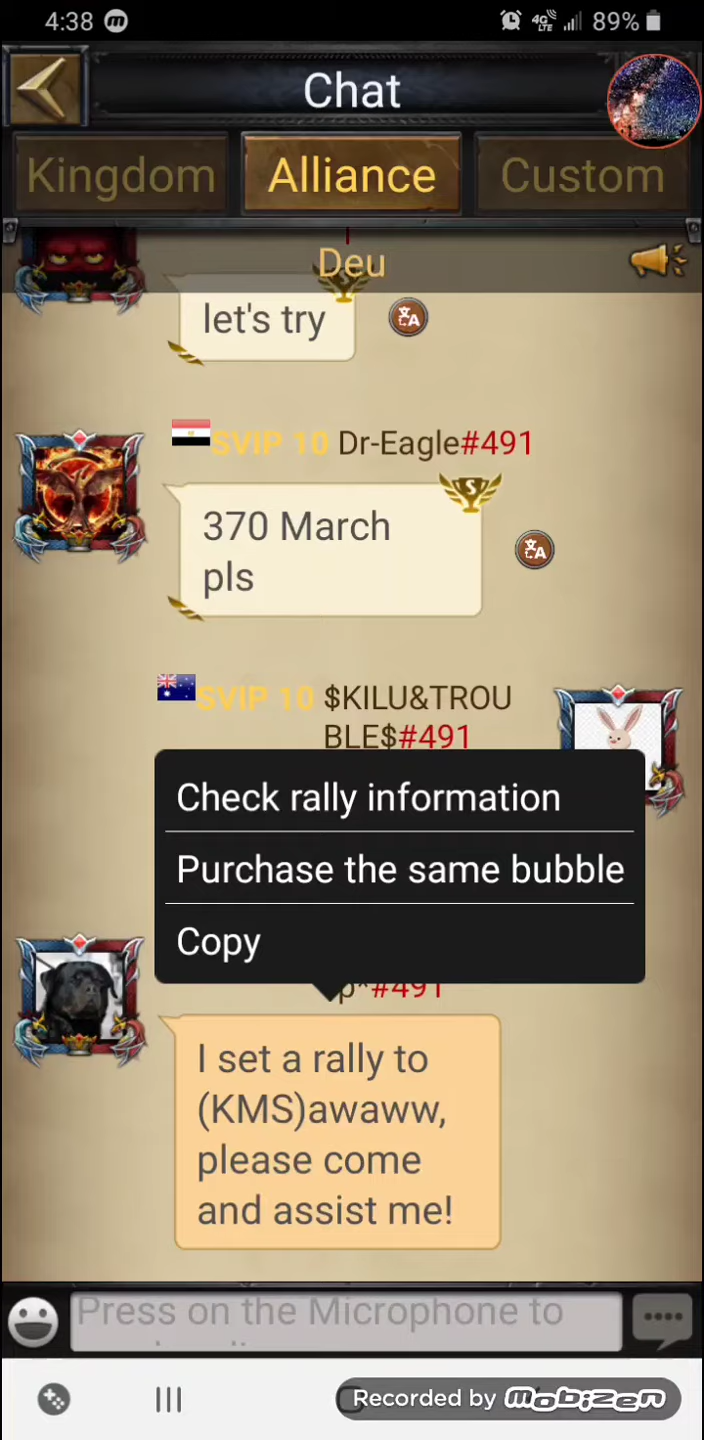 4:38
4G LTE 89%
Chat
Kingdom Alliance Custom
Deu
let's try
SVIP 10 Dr-Eagle#491
370 March
pls
SVIP 10 $KILU&TROU
BLE$#491
Check rally information
Purchase the same bubble
Copy
p*#491
I set a rally to
(KMS)awaww,
please come
and assist me!
Press on the Microphone to
Recorded by mobizen